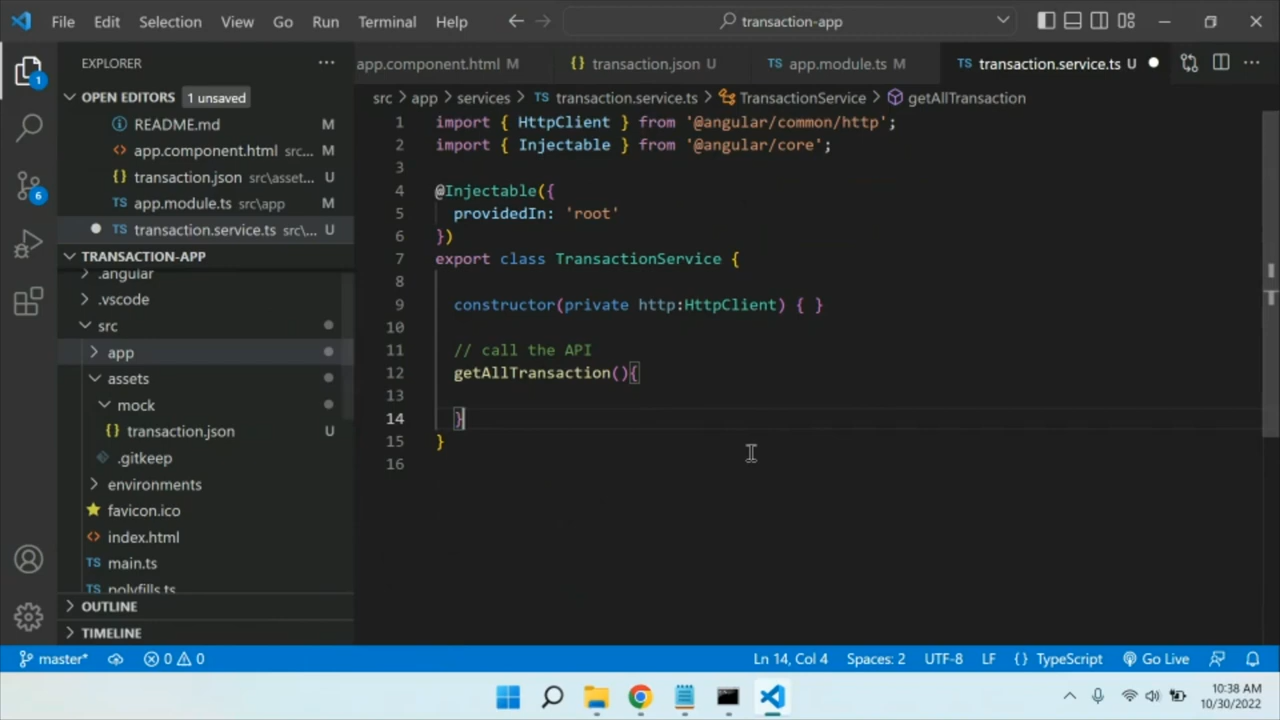 File Edit Selection View Go Run Terminal Help transaction-app
EXPLORER
OPEN EDITORS 1 unsaved
README.md M
app.component.html src... M
transaction.json src\asset... U
app.module.ts src\app M
transaction.service.ts src\... U
TRANSACTION-APP
.angular
.vscode
src
app
assets
mock
transaction.json U
.gitkeep
environments
favicon.ico
index.html
main.ts
polyfills.ts
OUTLINE
TIMELINE
app.component.html M transaction.json U app.module.ts M transaction.service.ts U
src > app > services > transaction.service.ts > TransactionService > getAllTransaction
1 import { HttpClient } from '@angular/common/http';
2 import { Injectable } from '@angular/core';
3
4 @Injectable({
5 providedIn: 'root'
6 })
7 export class TransactionService {
8
9 constructor(private http:HttpClient) { }
10
11 // call the API
12 getAllTransaction(){
13
14 }
15 }
16
1
6
master* 0 0 Ln 14, Col 4 Spaces: 2 UTF-8 LF {} TypeScript Go Live
10:38 AM
10/30/2022